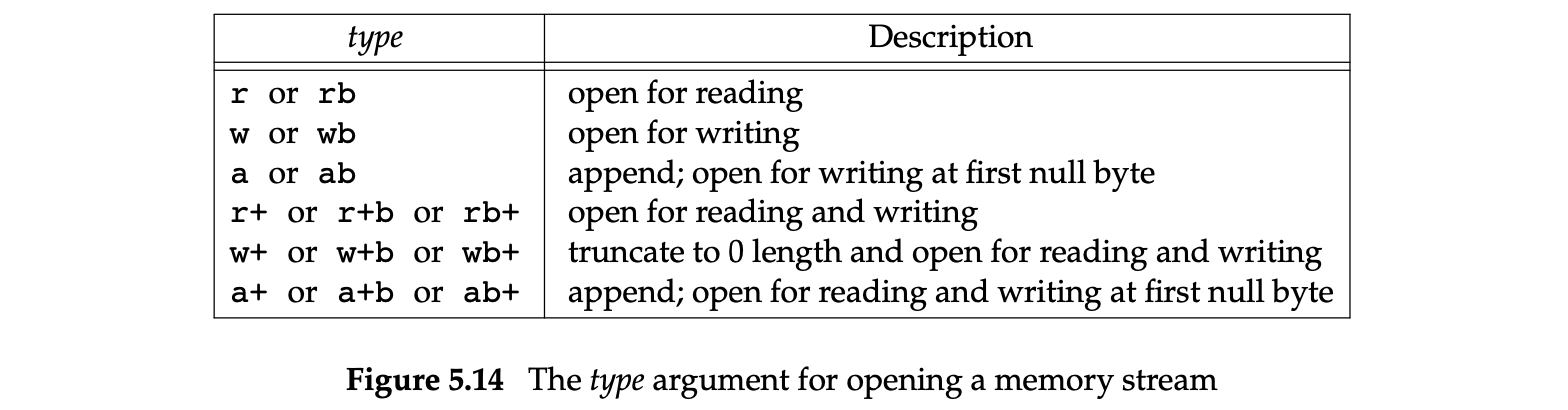 type Description
r or rb open for reading
w or wb open for writing
a or ab append; open for writing at first null byte
r+ or r+b or rb+ open for reading and writing
w+ or w+b or wb+ truncate to 0 length and open for reading and writing
a+ or a+b or ab+ append; open for reading and writing at first null byte
Figure 5.14 The type argument for opening a memory stream